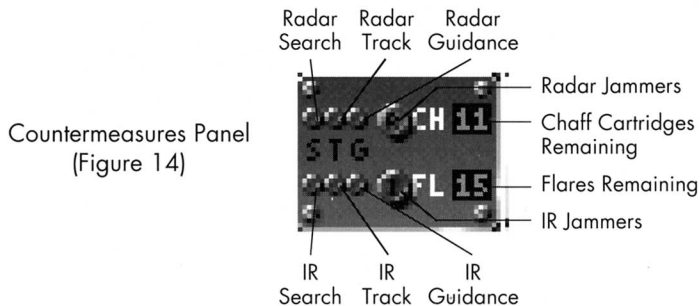 Radar Search
Radar Track
Radar Guidance
Countermeasures Panel
(Figure 14)
CH 11
S T G
FL 15
Radar Jammers
Chaff Cartridges
Remaining
Flares Remaining
IR Jammers
IR Search
IR Track
IR Guidance